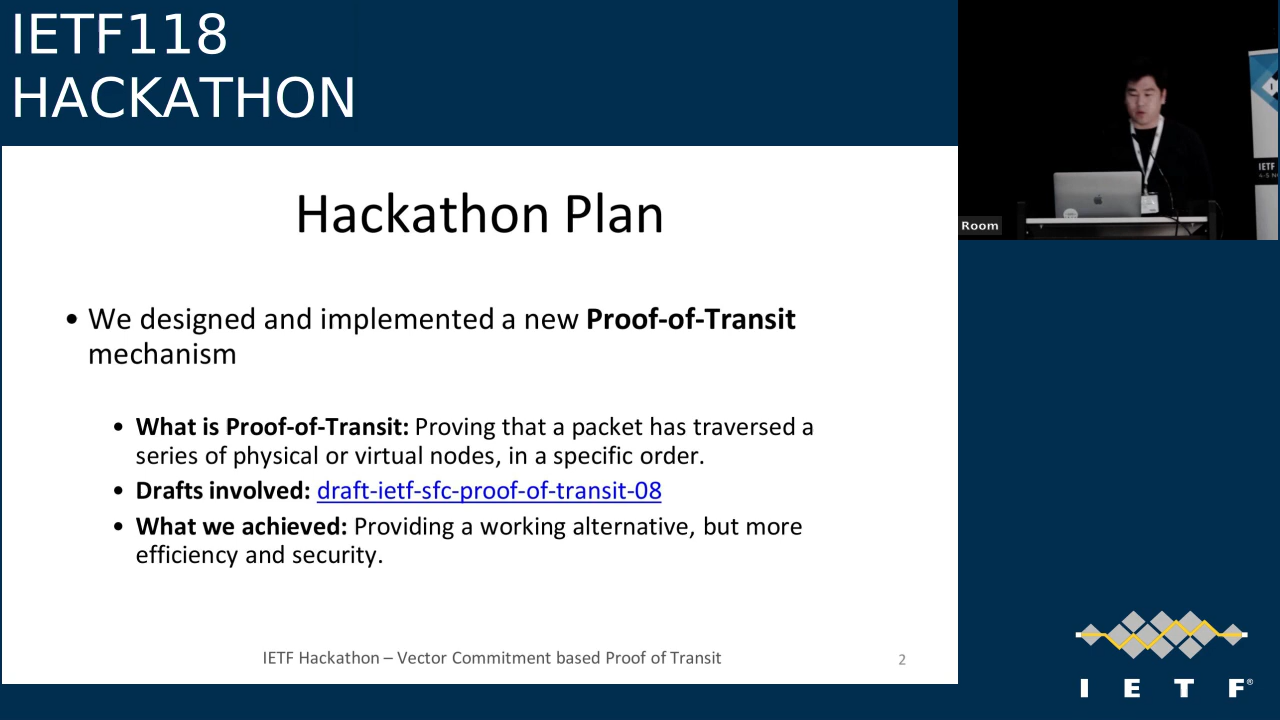 IETF118
HACKATHON
Hackathon Plan
• We designed and implemented a new Proof-of-Transit
mechanism
• What is Proof-of-Transit: Proving that a packet has traversed a
series of physical or virtual nodes, in a specific order.
• Drafts involved: draft-ietf-sfc-proof-of-transit-08
• What we achieved: Providing a working alternative, but more
efficiency and security.
IETF Hackathon – Vector Commitment based Proof of Transit
2
Room
IETF
I E T F®